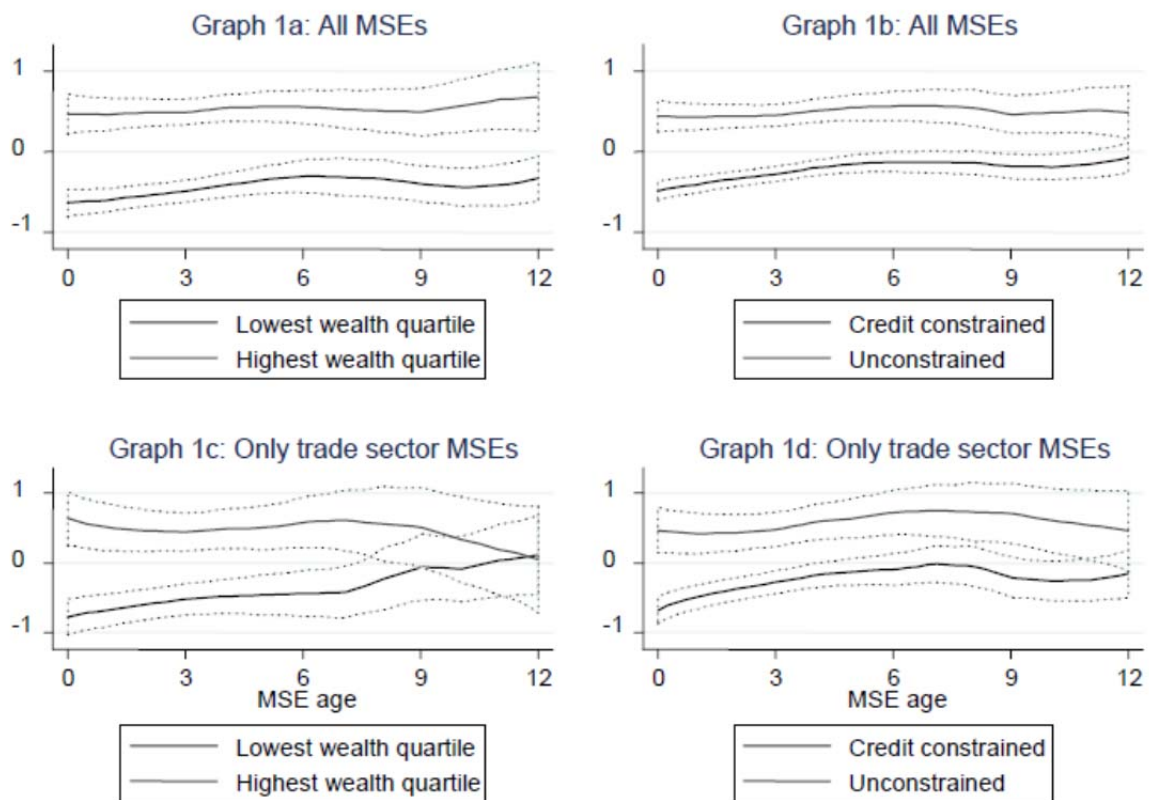 Graph 1a: All MSEs
1
0
-1
0 3 6 9 12
Lowest wealth quartile
Highest wealth quartile
Graph 1b: All MSEs
1
0
-1
0 3 6 9 12
Credit constrained
Unconstrained
Graph 1c: Only trade sector MSEs
1
0
-1
0 3 6 9 12
MSE age
Lowest wealth quartile
Highest wealth quartile
Graph 1d: Only trade sector MSEs
1
0
-1
0 3 6 9 12
MSE age
Credit constrained
Unconstrained